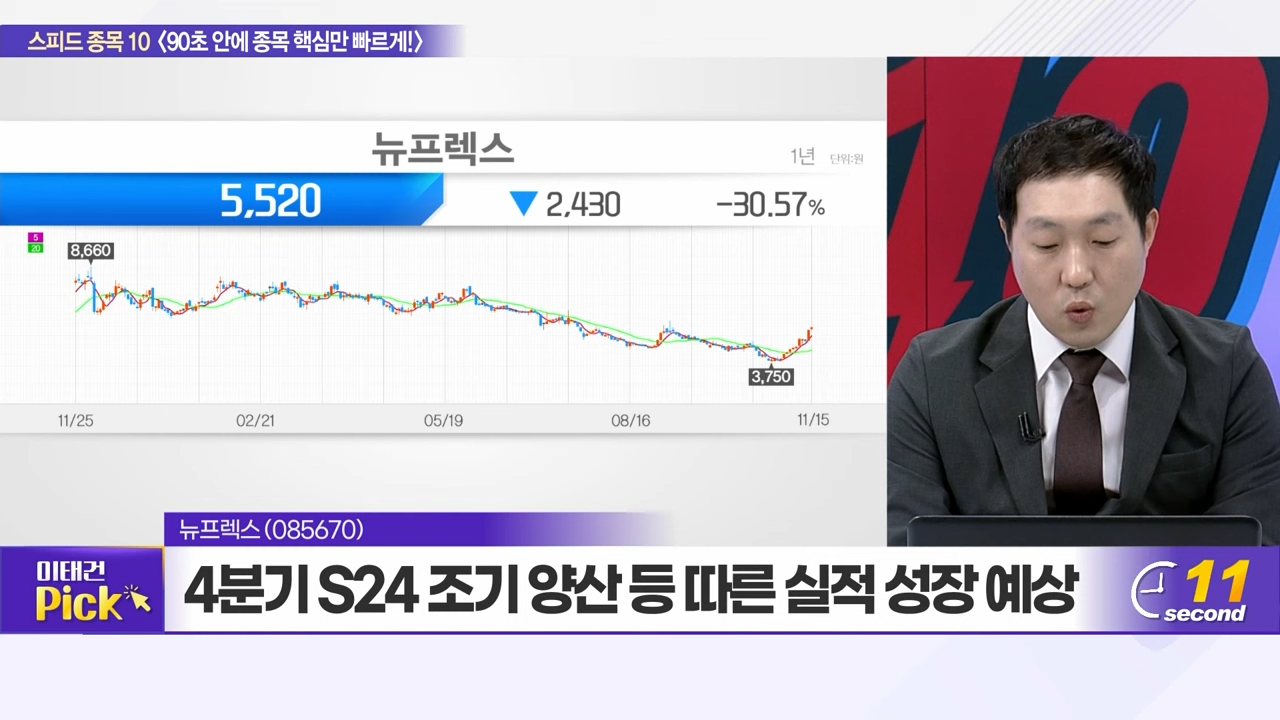 스피드 종목 10 〈90초 안에 종목 핵심만 빠르게!〉
10
뉴프렉스
1년 단위:원
5,520 ▼ 2,430 -30.57%
5
20
8,660
3,750
11/25 02/21 05/19 08/16 11/15
뉴프렉스(085670)
이태건
Pick
4분기 S24 조기 양산 등 따른 실적 성장 예상
11
second